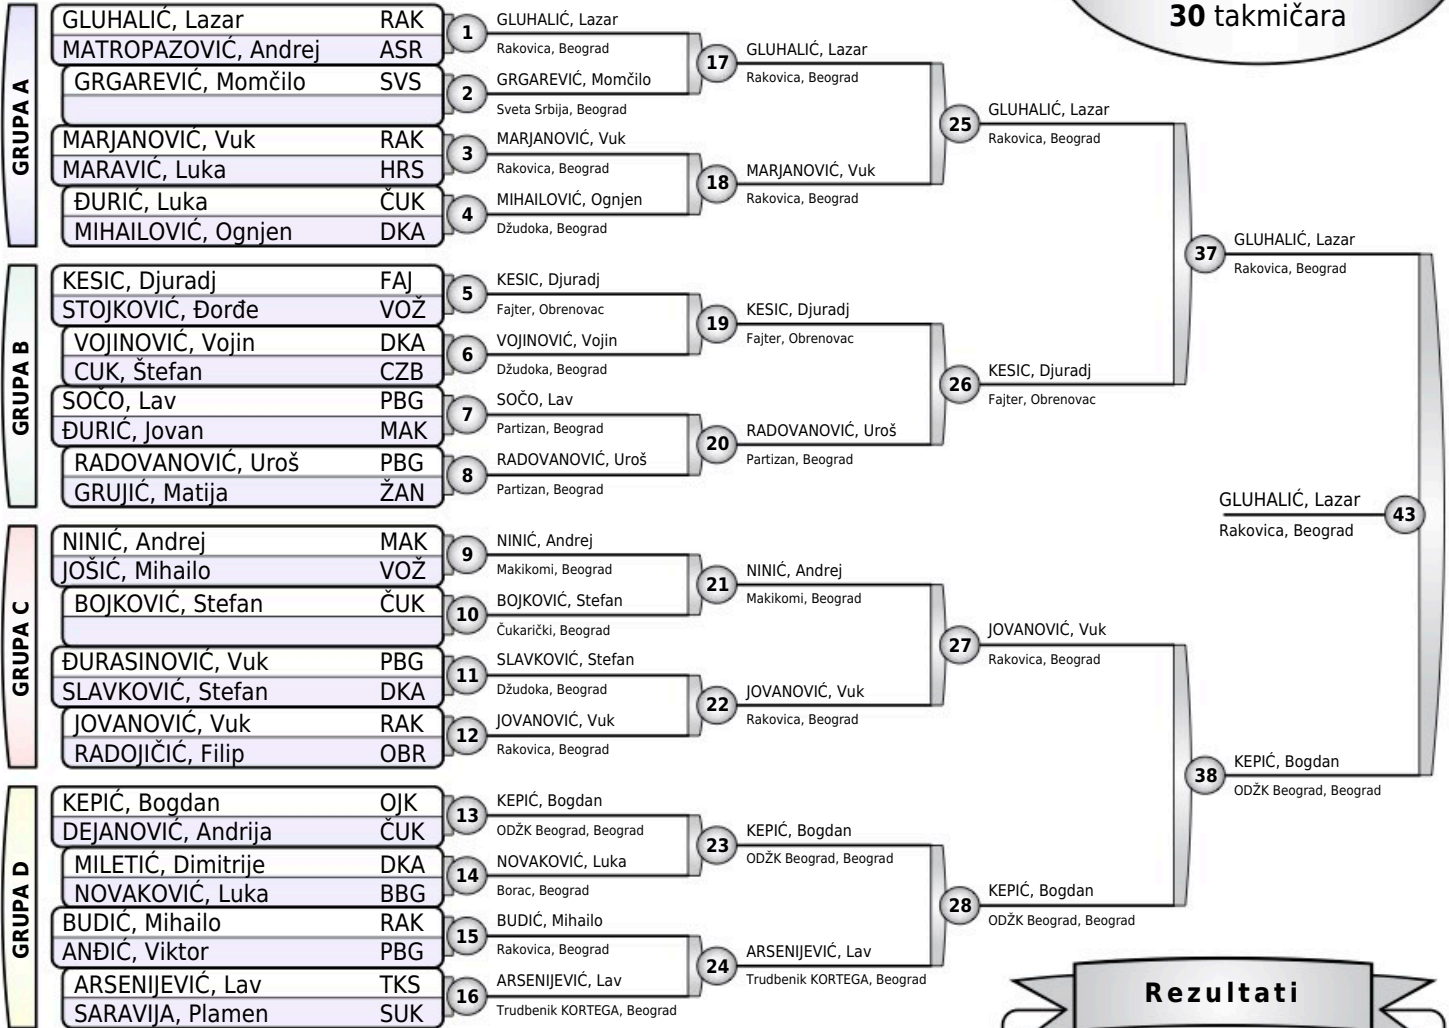 30 takmičara
GRUPA A
GLUHALIĆ, Lazar RAK
MATROPAZOVIĆ, Andrej ASR
GRGAREVIĆ, Momčilo SVS
MARJANOVIĆ, Vuk RAK
MARAVIĆ, Luka HRS
ĐURIĆ, Luka ČUK
MIHAILOVIĆ, Ognjen DKA
GRUPA B
KESIC, Djuradj FAJ
STOJKOVIĆ, Đorđe VOŽ
VOJINOVIĆ, Vojin DKA
CUK, Štefan CZB
SOČO, Lav PBG
ĐURIĆ, Jovan MAK
RADOVANOVIĆ, Uroš PBG
GRUJIĆ, Matija ŽAN
GRUPA C
NINIĆ, Andrej MAK
JOŠIĆ, Mihailo VOŽ
BOJKOVIĆ, Stefan ČUK
ĐURASINOVIĆ, Vuk PBG
SLAVKOVIĆ, Stefan DKA
JOVANOVIĆ, Vuk RAK
RADOJIČIĆ, Filip OBR
GRUPA D
KEPIĆ, Bogdan OJK
DEJANOVIĆ, Andrija ČUK
MILETIĆ, Dimitrije DKA
NOVAKOVIĆ, Luka BBG
BUDIĆ, Mihailo RAK
ANĐIĆ, Viktor PBG
ARSENIJEVIĆ, Lav TKS
SARAVIJA, Plamen SUK
1 GLUHALIĆ, Lazar
Rakovica, Beograd
2 GRGAREVIĆ, Momčilo
Sveta Srbija, Beograd
3 MARJANOVIĆ, Vuk
Rakovica, Beograd
4 MIHAILOVIĆ, Ognjen
Džudoka, Beograd
5 KESIC, Djuradj
Fajter, Obrenovac
6 VOJINOVIĆ, Vojin
Džudoka, Beograd
7 SOČO, Lav
Partizan, Beograd
8 RADOVANOVIĆ, Uroš
Partizan, Beograd
9 NINIĆ, Andrej
Makikomi, Beograd
10 BOJKOVIĆ, Stefan
Čukarički, Beograd
11 SLAVKOVIĆ, Stefan
Džudoka, Beograd
12 JOVANOVIĆ, Vuk
Rakovica, Beograd
13 KEPIĆ, Bogdan
ODŽK Beograd, Beograd
14 NOVAKOVIĆ, Luka
Borac, Beograd
15 BUDIĆ, Mihailo
Rakovica, Beograd
16 ARSENIJEVIĆ, Lav
Trudbenik KORTEGA, Beograd
17 GLUHALIĆ, Lazar
Rakovica, Beograd
18 MARJANOVIĆ, Vuk
Rakovica, Beograd
19 KESIC, Djuradj
Fajter, Obrenovac
20 RADOVANOVIĆ, Uroš
Partizan, Beograd
21 NINIĆ, Andrej
Makikomi, Beograd
22 JOVANOVIĆ, Vuk
Rakovica, Beograd
23 KEPIĆ, Bogdan
ODŽK Beograd, Beograd
24 ARSENIJEVIĆ, Lav
Trudbenik KORTEGA, Beograd
25 GLUHALIĆ, Lazar
Rakovica, Beograd
26 KESIC, Djuradj
Fajter, Obrenovac
27 JOVANOVIĆ, Vuk
Rakovica, Beograd
28 KEPIĆ, Bogdan
ODŽK Beograd, Beograd
37 GLUHALIĆ, Lazar
Rakovica, Beograd
38 KEPIĆ, Bogdan
ODŽK Beograd, Beograd
GLUHALIĆ, Lazar 43
Rakovica, Beograd
Rezultati